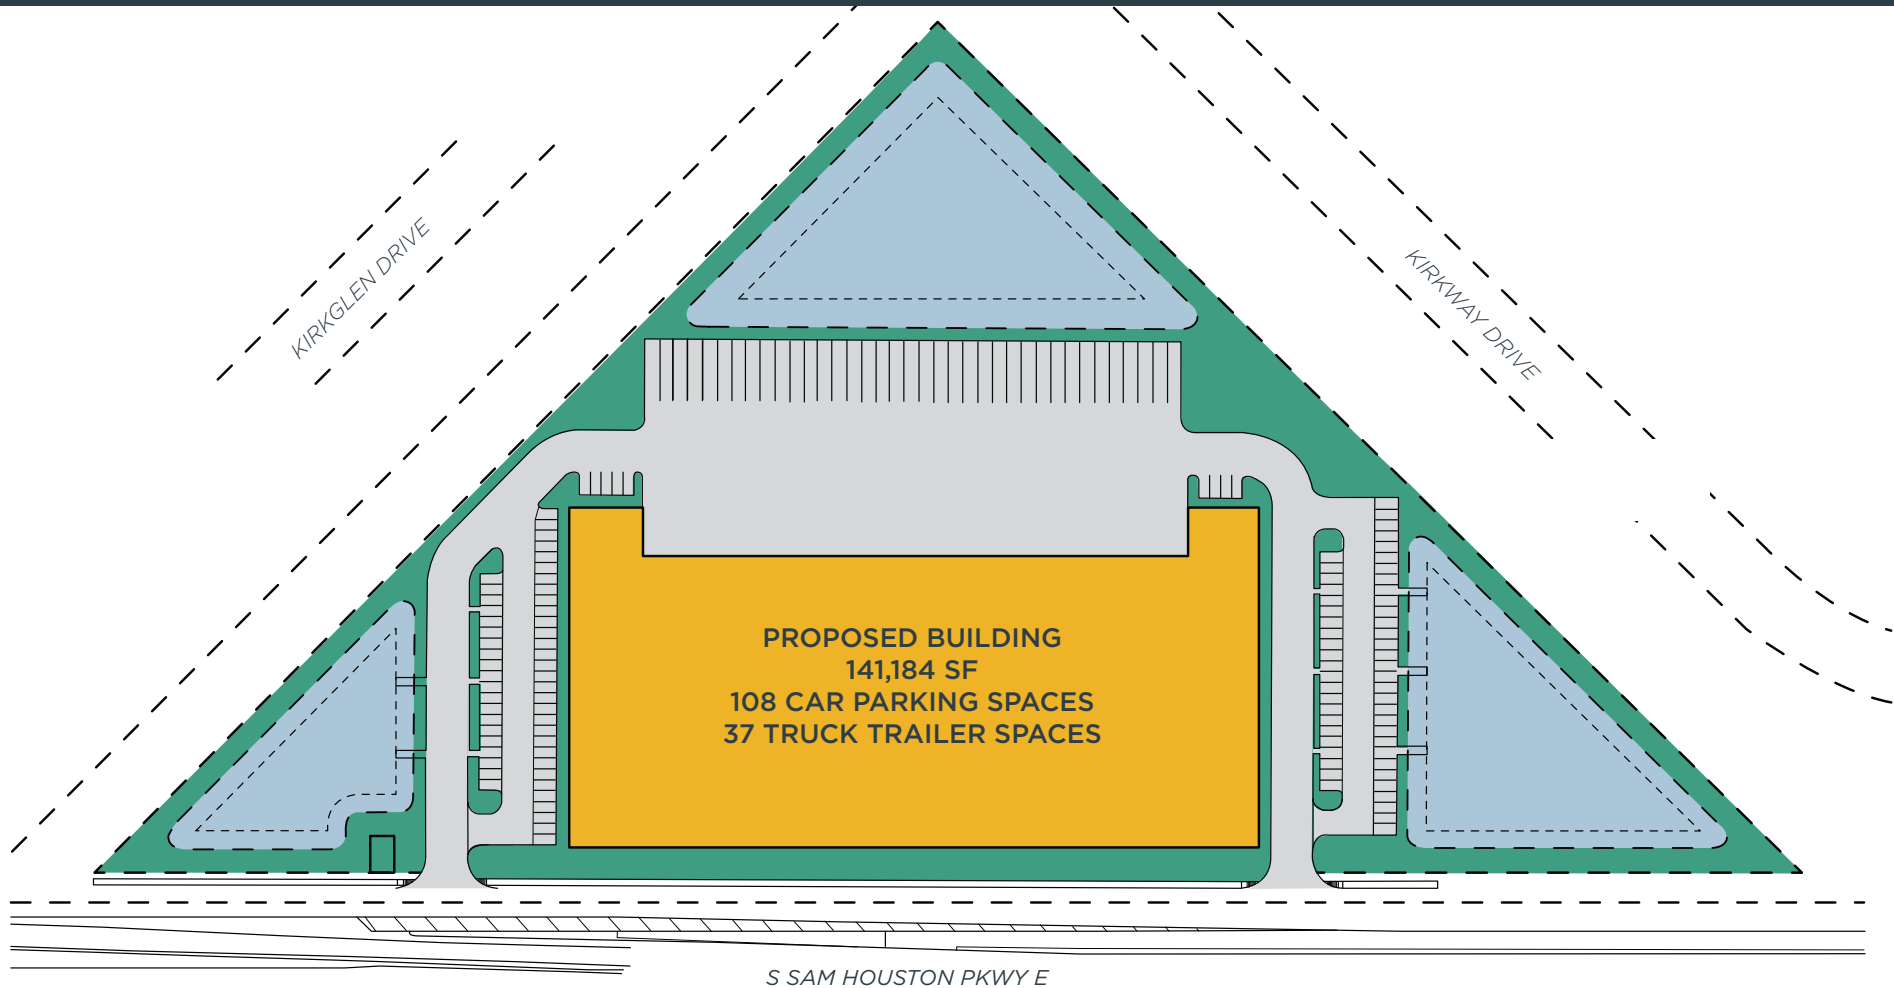 KIRKGLEN DRIVE
KIRKWAY DRIVE
PROPOSED BUILDING
141,184 SF
108 CAR PARKING SPACES
37 TRUCK TRAILER SPACES
S SAM HOUSTON PKWY E